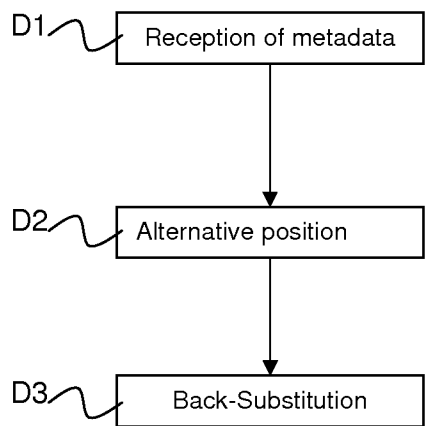 D1
Reception of metadata
D2
Alternative position
D3
Back-Substitution